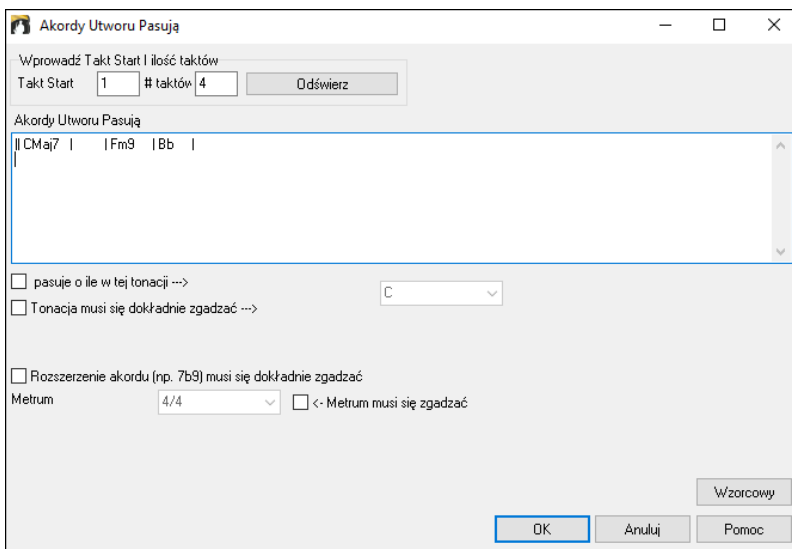 Akordy Utworu Pasują
Wprowadź Takt Start I ilość taktów
Takt Start 1 # taktów 4 Odświerz
Akordy Utworu Pasują
|| CMaj7 | | Fm9 | Bb |
pasuje o ile w tej tonacji --->
C
Tonacja musi się dokładnie zgadzać --->
Rozszerzenie akordu (np. 7b9) musi się dokładnie zgadzać
Metrum 4/4 <- Metrum musi się zgadzać
Wzorcowy
OK Anuluj Pomoc